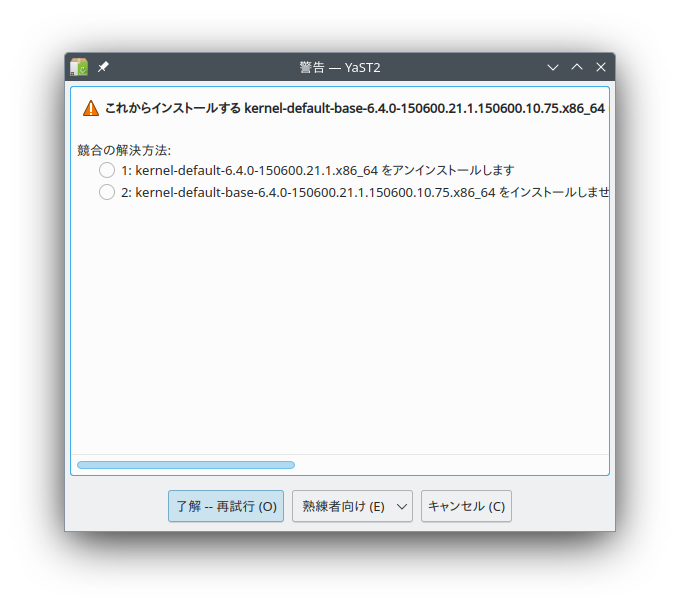 警告 — YaST2
これからインストールする kernel-default-base-6.4.0-150600.21.1.150600.10.75.x86_64
競合の解決方法:
1: kernel-default-6.4.0-150600.21.1.x86_64 をアンインストールします
2: kernel-default-base-6.4.0-150600.21.1.150600.10.75.x86_64 をインストールしませ
了解 -- 再試行 (O)
熟練者向け (E)
キャンセル (C)